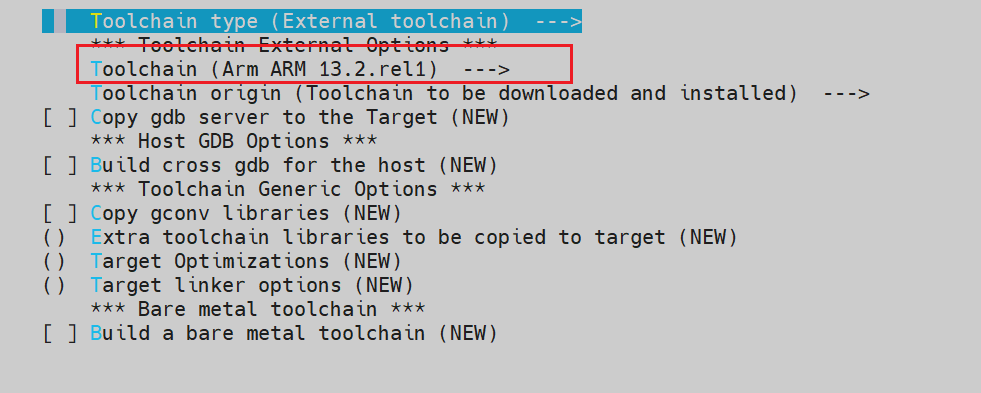 Toolchain type (External toolchain)  --->
*** Toolchain External Options ***
Toolchain (Arm ARM 13.2.rel1)  --->
Toolchain origin (Toolchain to be downloaded and installed)  --->
[ ] Copy gdb server to the Target (NEW)
*** Host GDB Options ***
[ ] Build cross gdb for the host (NEW)
*** Toolchain Generic Options ***
[ ] Copy gconv libraries (NEW)
()  Extra toolchain libraries to be copied to target (NEW)
()  Target Optimizations (NEW)
()  Target linker options (NEW)
*** Bare metal toolchain ***
[ ] Build a bare metal toolchain (NEW)